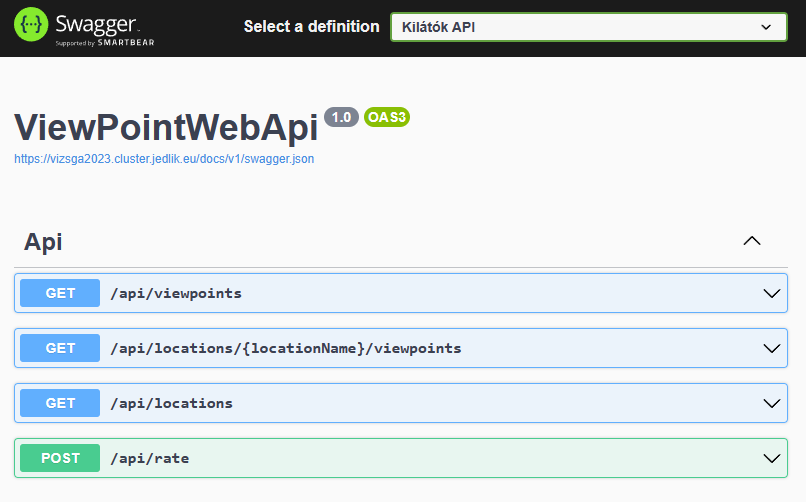 Swagger.
Supported by SMARTBEAR
Select a definition
Kilátók API
ViewPointWebApi 1.0 OAS3
https://vizsga2023.cluster.jedlik.eu/docs/v1/swagger.json
Api
GET /api/viewpoints
GET /api/locations/{locationName}/viewpoints
GET /api/locations
POST /api/rate